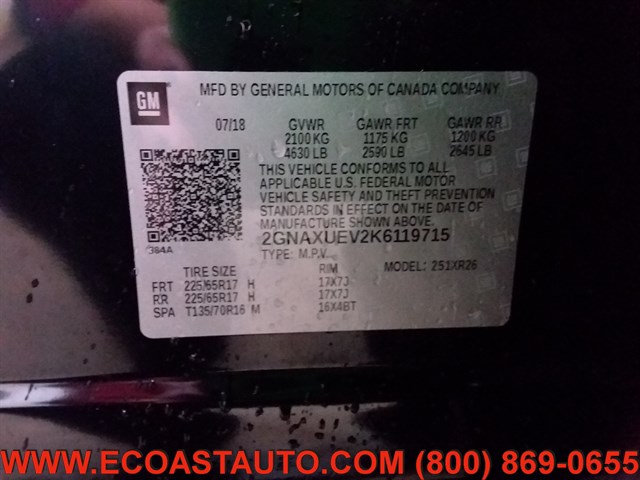 GM
MFD BY GENERAL MOTORS OF CANADA COMPANY
07/18 GVWR GAWR FRT GAWR RR
2100 KG 1175 KG 1200 KG
4630 LB 2590 LB 2645 LB
THIS VEHICLE CONFORMS TO ALL
APPLICABLE U.S. FEDERAL MOTOR
VEHICLE SAFETY AND THEFT PREVENTION
STANDARDS IN EFFECT ON THE DATE OF
MANUFACTURE SHOWN ABOVE.
384A 2GNAXUEV2K6119715
TYPE: M.P.V. MODEL: 251XR26
TIRE SIZE RIM
FRT 225/65R17 H 17X7J
RR 225/65R17 H 17X7J
SPA T135/70R16 M 16X4BT
WWW.ECOASTAUTO.COM (800) 869-0655